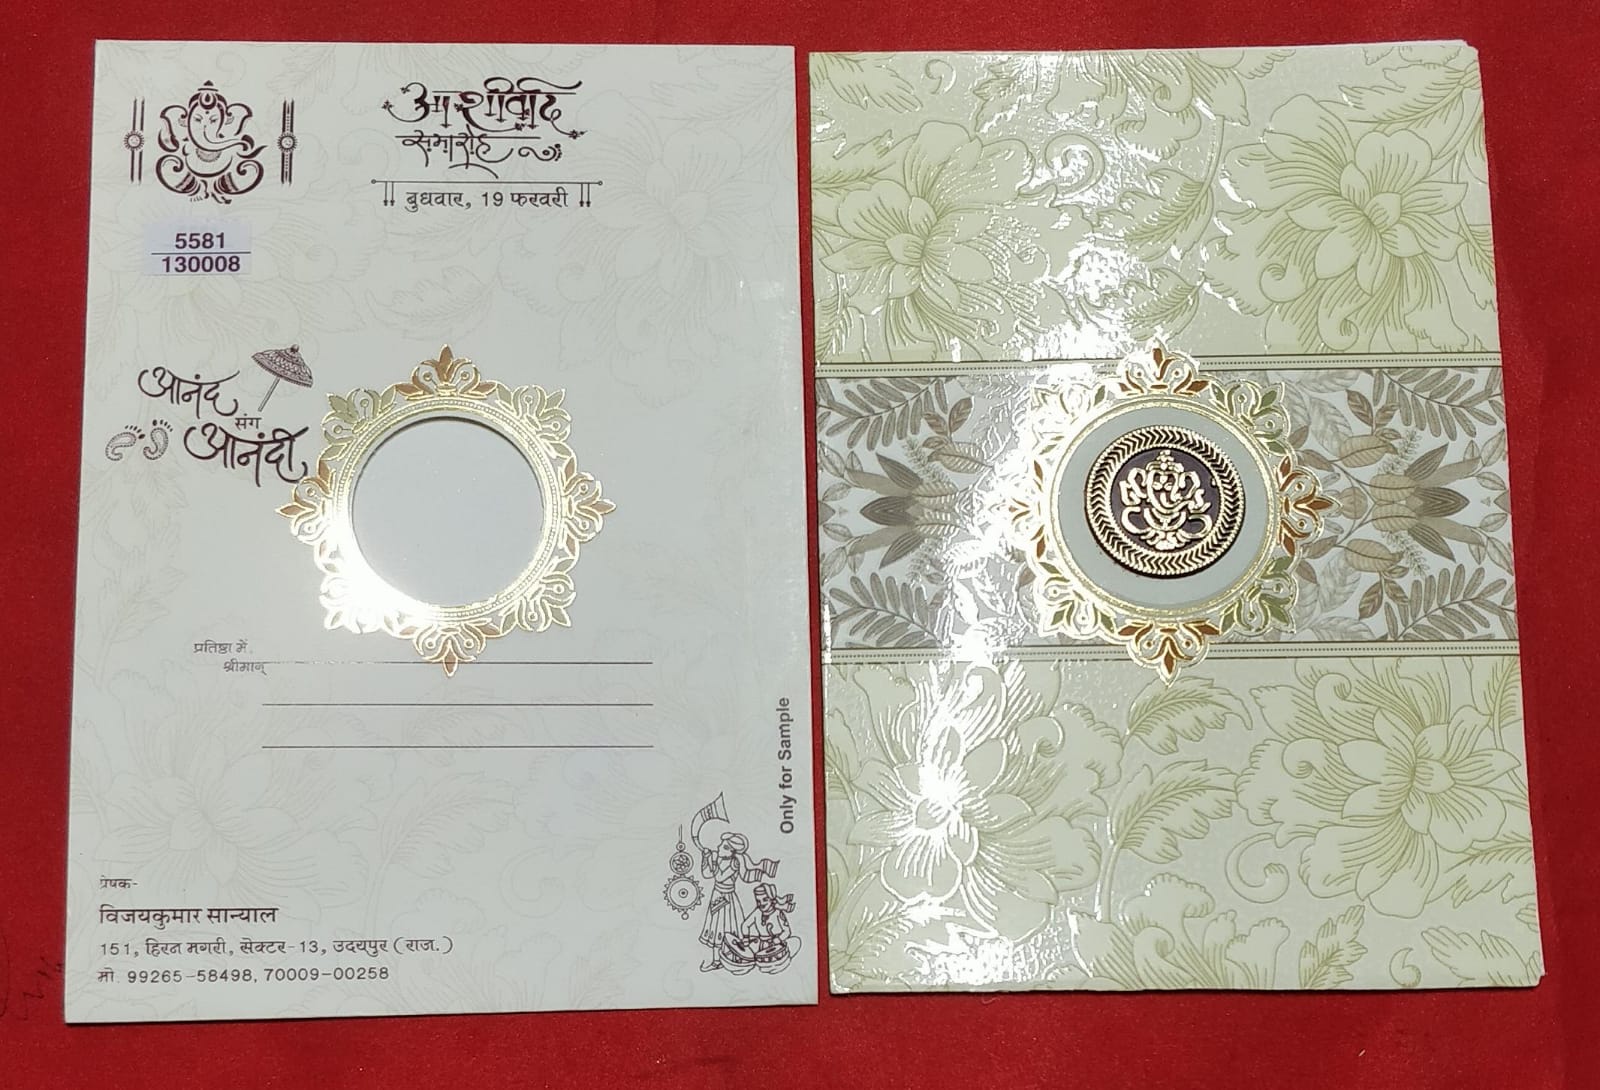 आशीर्वाद
समारोह
बुधवार, 19 फरवरी
5581
130008
आनंद
संग
आनंदी
प्रतिष्ठा में,
श्रीमान्
Only for Sample
प्रेषक-
विजयकुमार सान्याल
151, हिरन मगरी, सेक्टर-13, उदयपुर (राज.)
मो. 99265-58498, 70009-00258